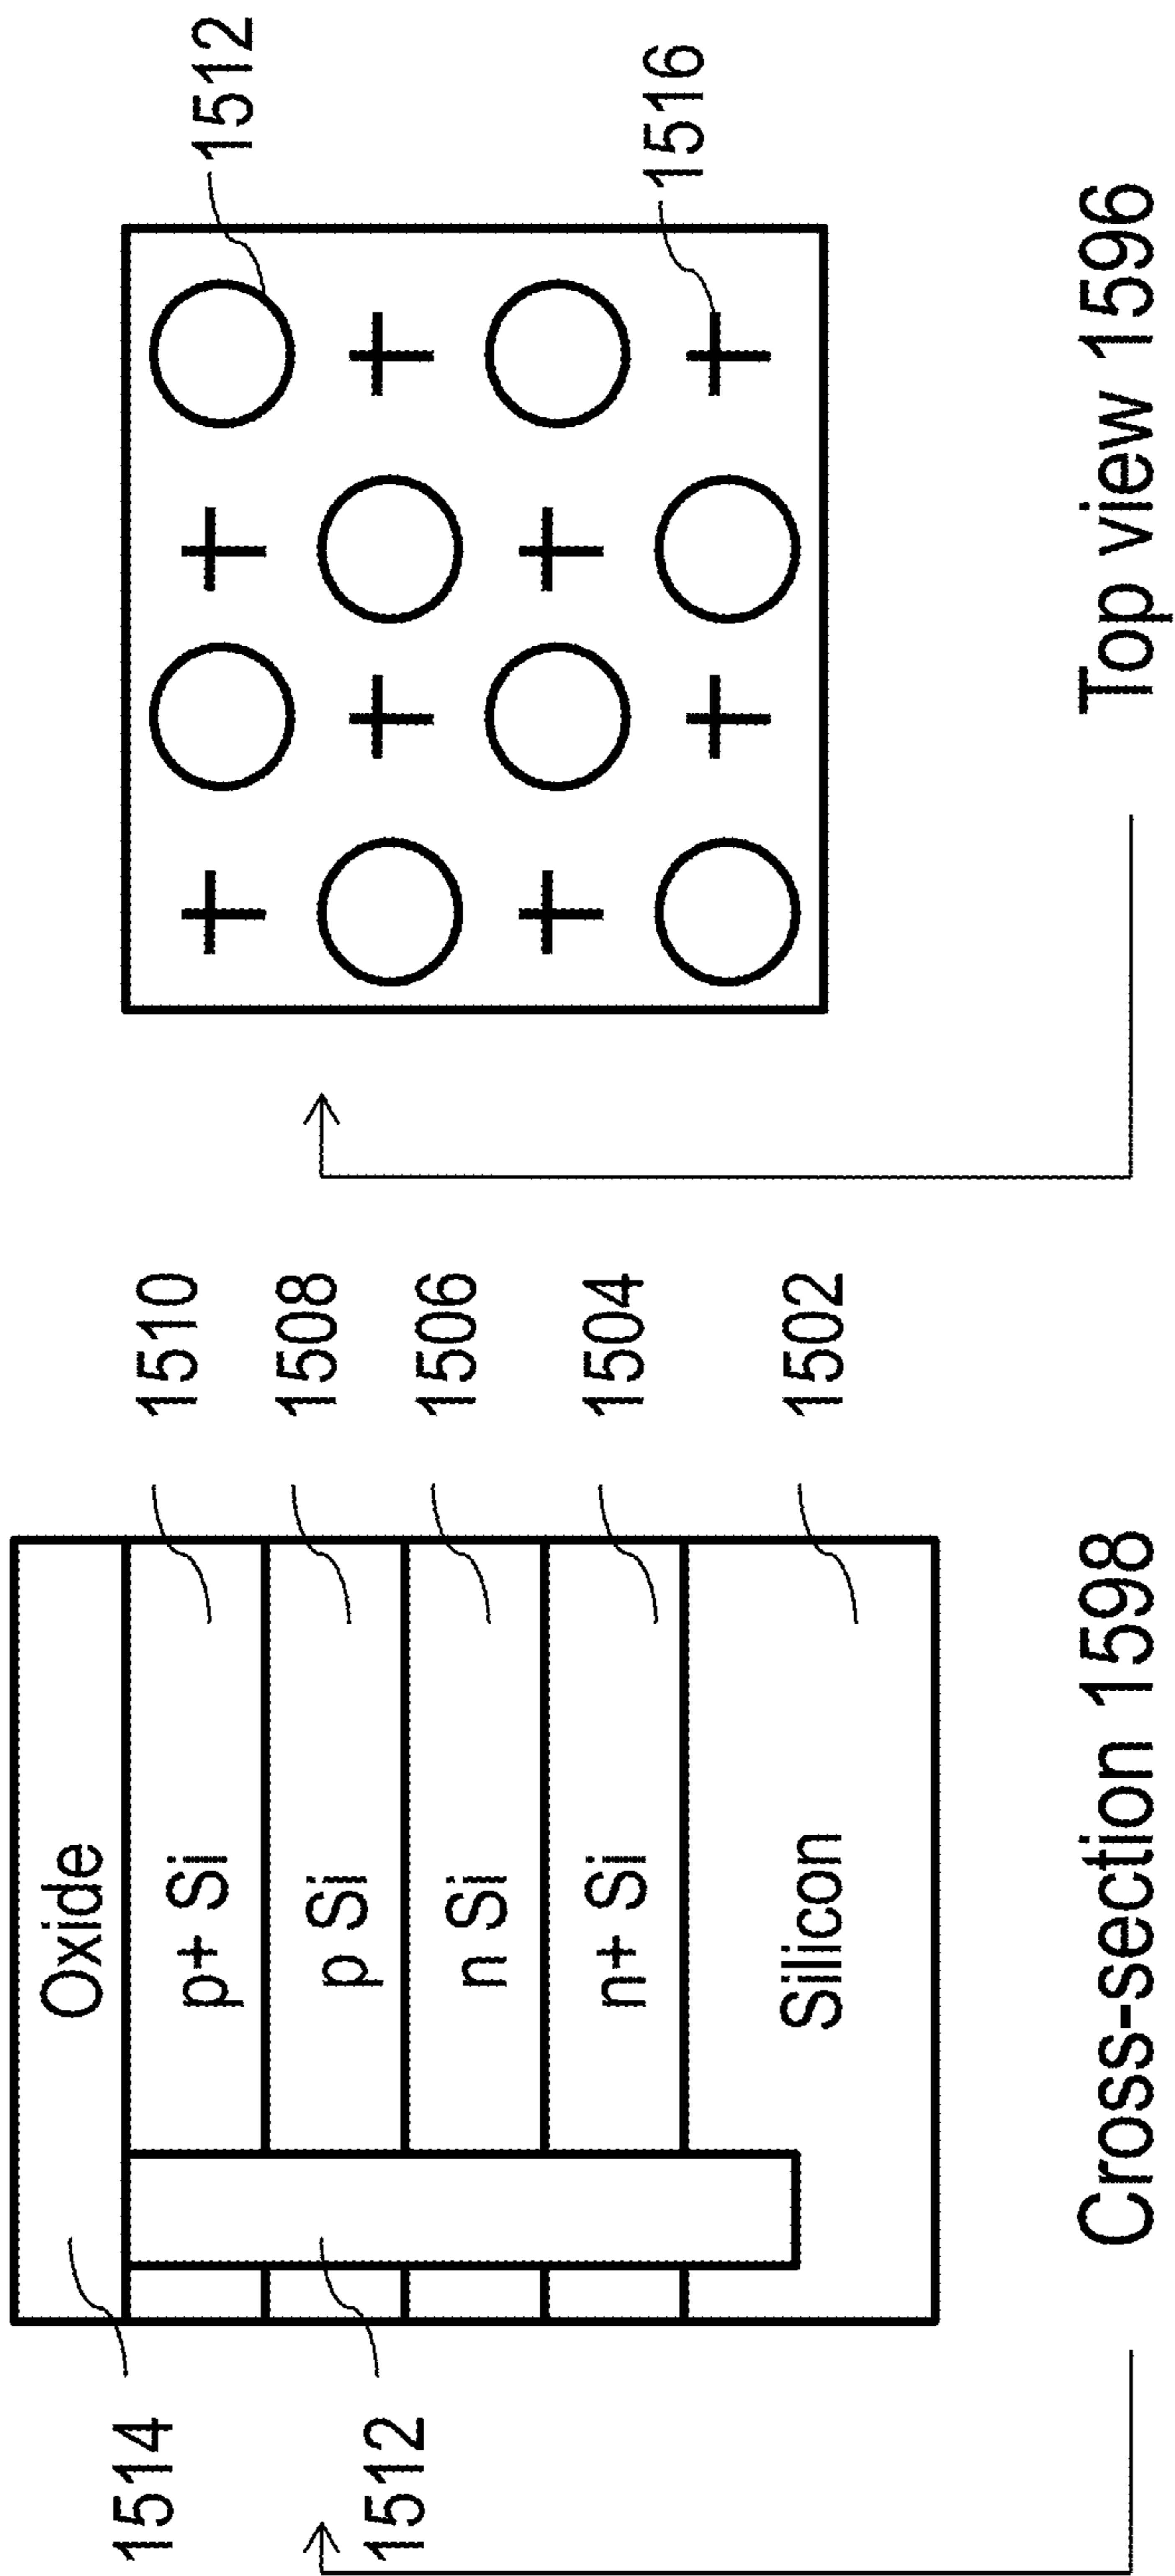 1514
1512
Oxide
p+ Si
p Si
n Si
n+ Si
Silicon
1510
1508
1506
1504
1502
Cross-section 1598
1512
1516
Top view 1596